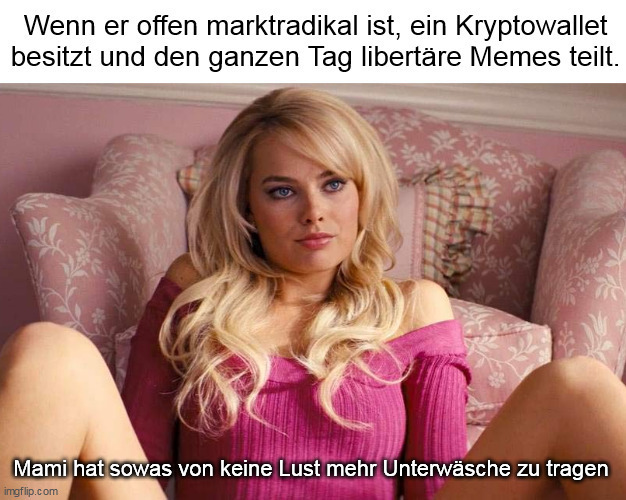 Wenn er offen marktradikal ist, ein Kryptowallet
besitzt und den ganzen Tag libertäre Memes teilt.
Mami hat sowas von keine Lust mehr Unterwäsche zu tragen
imgflip.com